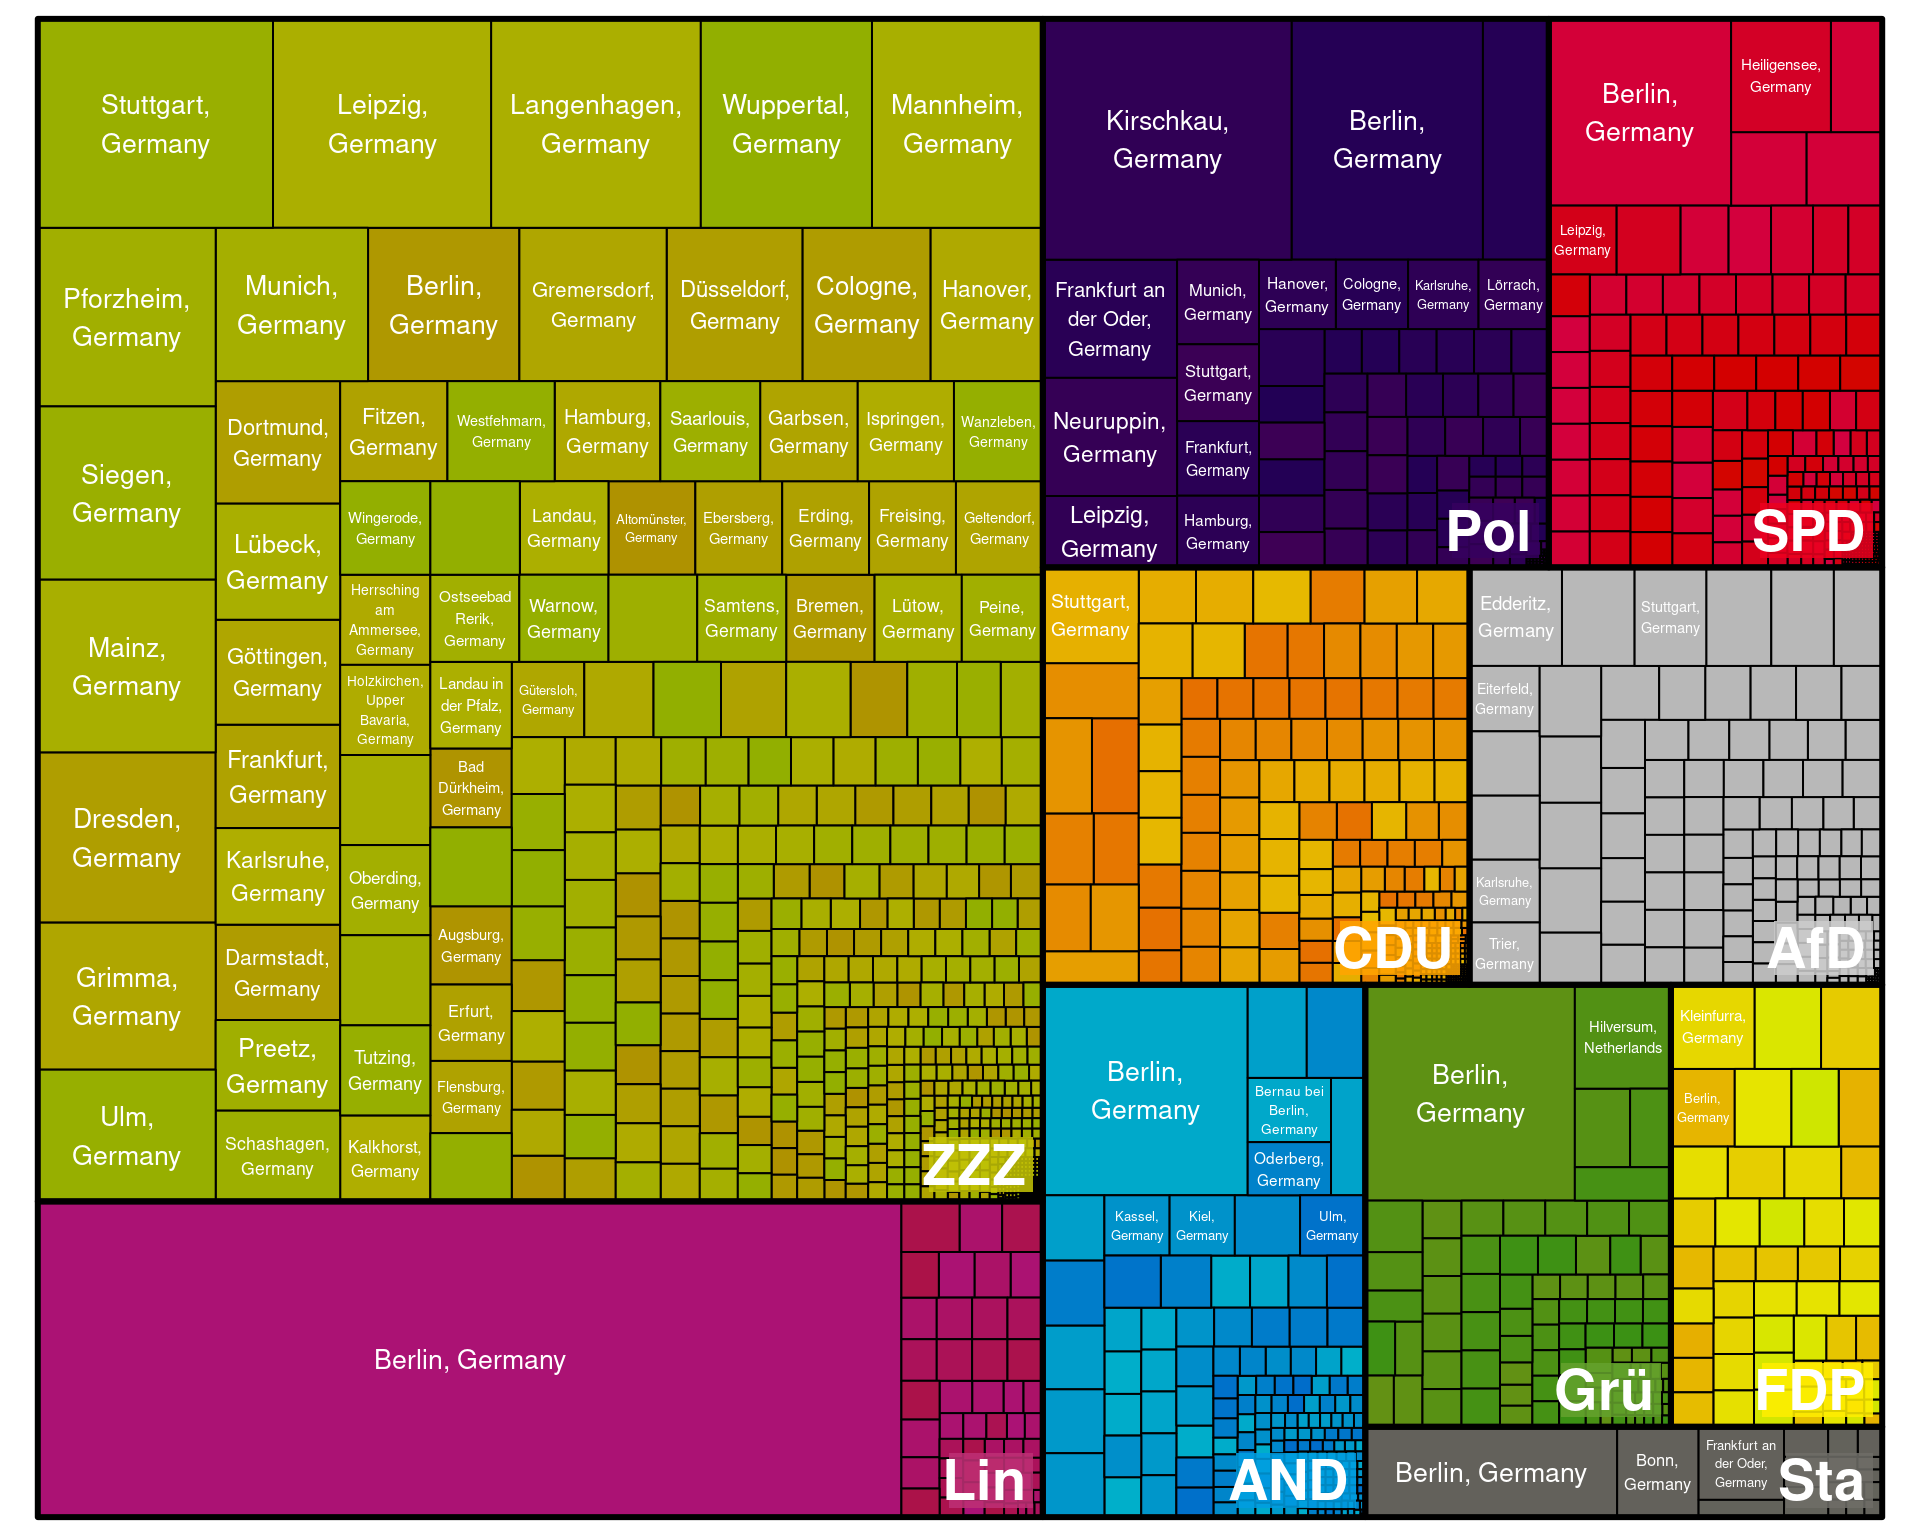 Stuttgart,
Germany
Leipzig,
Germany
Langenhagen,
Germany
Wuppertal,
Germany
Mannheim,
Germany
Pforzheim,
Germany
Munich,
Germany
Berlin,
Germany
Gremersdorf,
Germany
Düsseldorf,
Germany
Cologne,
Germany
Hanover,
Germany
Siegen,
Germany
Dortmund,
Germany
Fitzen,
Germany
Westfehmarn,
Germany
Hamburg,
Germany
Saarlouis,
Germany
Garbsen,
Germany
Ispringen,
Germany
Wanzleben,
Germany
Lübeck,
Germany
Wingerode,
Germany
Landau,
Germany
Altomünster,
Germany
Ebersberg,
Germany
Erding,
Germany
Freising,
Germany
Geltendorf,
Germany
Mainz,
Germany
Göttingen,
Germany
Herrsching
am
Ammersee,
Germany
Ostseebad
Rerik,
Germany
Warnow,
Germany
Samtens,
Germany
Bremen,
Germany
Lütow,
Germany
Peine,
Germany
Holzkirchen,
Upper
Bavaria,
Germany
Landau in
der Pfalz,
Germany
Gütersloh,
Germany
Dresden,
Germany
Frankfurt,
Germany
Bad
Dürkheim,
Germany
Karlsruhe,
Germany
Oberding,
Germany
Grimma,
Germany
Darmstadt,
Germany
Augsburg,
Germany
Erfurt,
Germany
Ulm,
Germany
Preetz,
Germany
Tutzing,
Germany
Flensburg,
Germany
Schashagen,
Germany
Kalkhorst,
Germany
ZZZ
Berlin, Germany
Lin
Kirschkau,
Germany
Berlin,
Germany
Frankfurt an
der Oder,
Germany
Munich,
Germany
Hanover,
Germany
Cologne,
Germany
Karlsruhe,
Germany
Lörrach,
Germany
Stuttgart,
Germany
Neuruppin,
Germany
Frankfurt,
Germany
Leipzig,
Germany
Hamburg,
Germany
Pol
Berlin,
Germany
Heiligensee,
Germany
Leipzig,
Germany
SPD
Stuttgart,
Germany
CDU
Edderitz,
Germany
Stuttgart,
Germany
Eiterfeld,
Germany
Karlsruhe,
Germany
Trier,
Germany
AfD
Berlin,
Germany
Bernau bei
Berlin,
Germany
Oderberg,
Germany
Kassel,
Germany
Kiel,
Germany
Ulm,
Germany
AND
Berlin,
Germany
Hilversum,
Netherlands
Grü
Kleinfurra,
Germany
Berlin,
Germany
FDP
Berlin, Germany
Bonn,
Germany
Frankfurt an
der Oder,
Germany
Sta